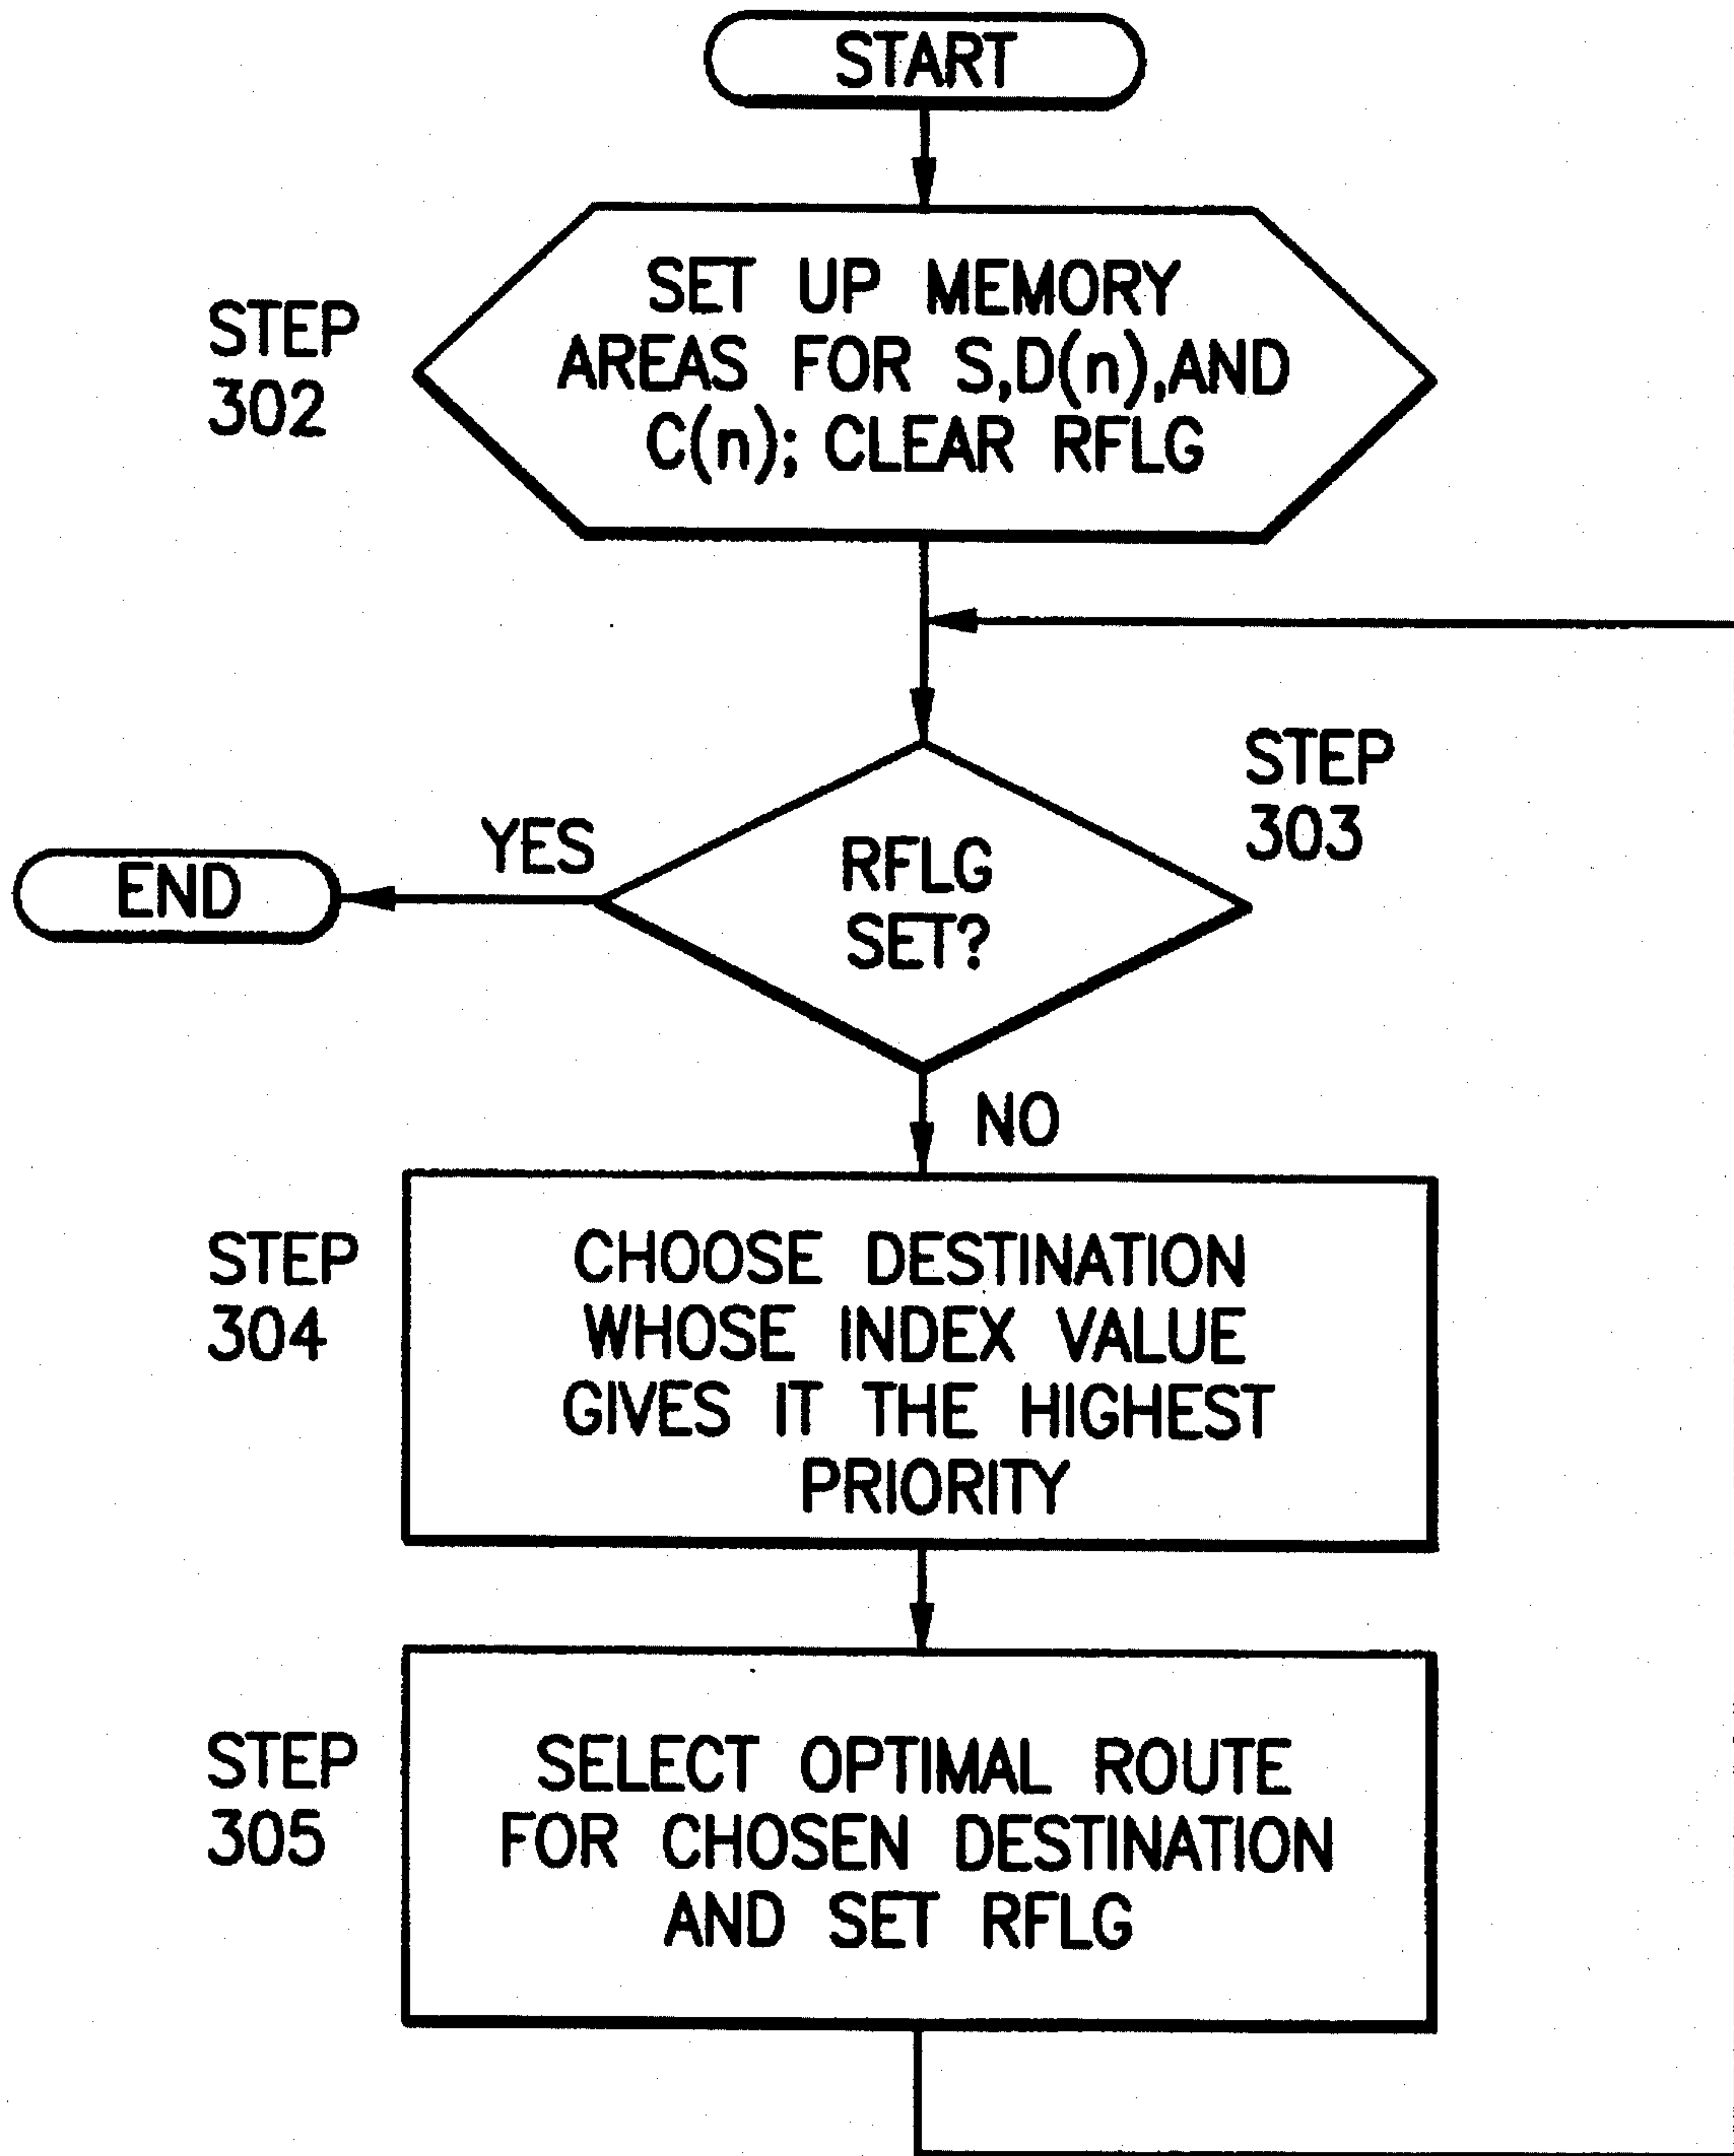 START
STEP
302
SET UP MEMORY
AREAS FOR S,D(n),AND
C(n); CLEAR RFLG
STEP
303
YES
END
RFLG
SET?
NO
STEP
304
CHOOSE DESTINATION
WHOSE INDEX VALUE
GIVES IT THE HIGHEST
PRIORITY
STEP
305
SELECT OPTIMAL ROUTE
FOR CHOSEN DESTINATION
AND SET RFLG